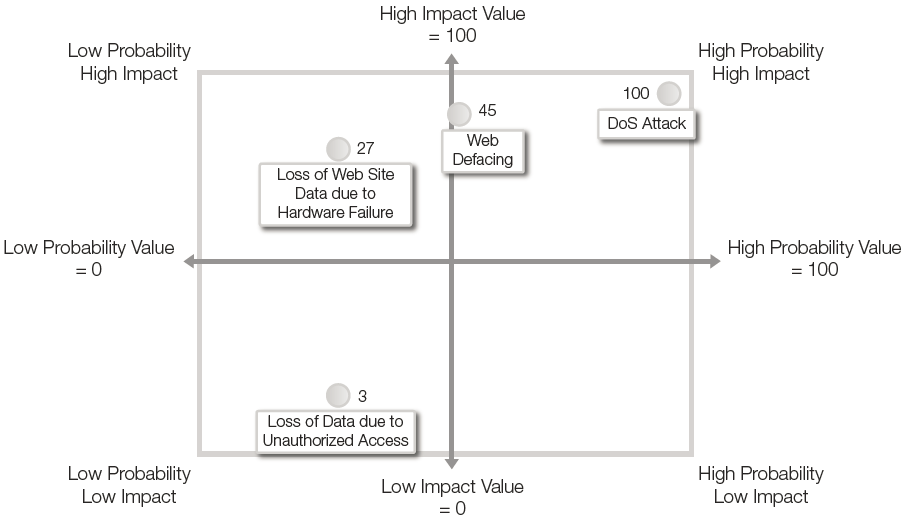 High Impact Value
= 100
Low Probability
High Impact
High Probability
High Impact
100
DoS Attack
45
Web
Defacing
27
Loss of Web Site
Data due to
Hardware Failure
Low Probability Value
= 0
High Probability Value
= 100
3
Loss of Data due to
Unauthorized Access
Low Probability
Low Impact
Low Impact Value
= 0
High Probability
Low Impact